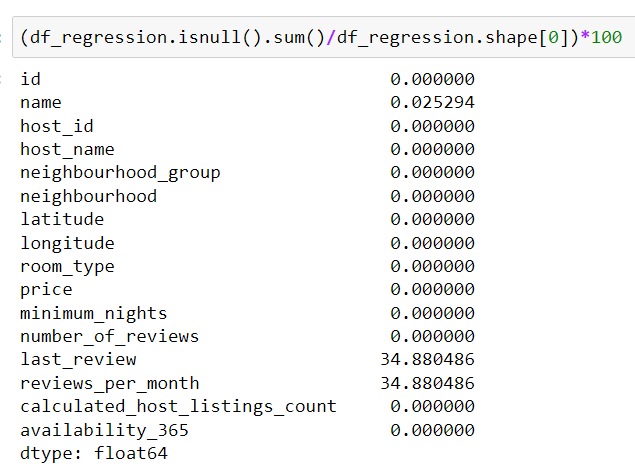 (df_regression.isnull().sum()/df_regression.shape[0])*100
id 0.000000
name 0.025294
host_id 0.000000
host_name 0.000000
neighbourhood_group 0.000000
neighbourhood 0.000000
latitude 0.000000
longitude 0.000000
room_type 0.000000
price 0.000000
minimum_nights 0.000000
number_of_reviews 0.000000
last_review 34.880486
reviews_per_month 34.880486
calculated_host_listings_count 0.000000
availability_365 0.000000
dtype: float64